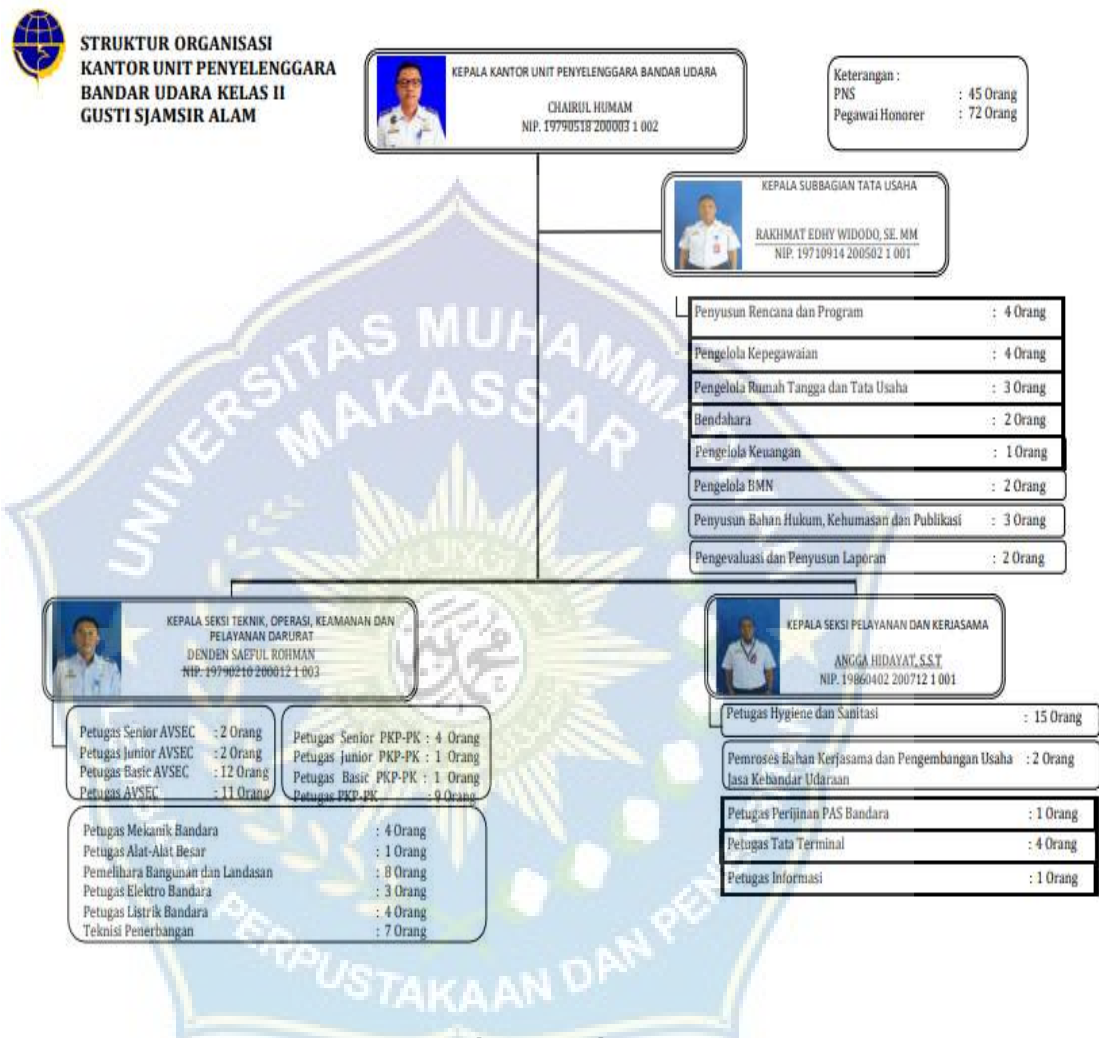 STRUKTUR ORGANISASI
KANTOR UNIT PENYELENGGARA
BANDAR UDARA KELAS II
GUSTI SJAMSIR ALAM
KEPALA KANTOR UNIT PENYELENGGARA BANDAR UDARA
CHAIRUL HUMAM
NIP. 19790518 200003 1 002
Keterangan :
PNS : 45 Orang
Pegawai Honorer : 72 Orang
KEPALA SUBBAGIAN TATA USAHA
RAKHMAT EDHY WIDODO, SE. MM
NIP. 19710914 200502 1 001
Penyusun Rencana dan Program : 4 Orang
Pengelola Kepegawaian : 4 Orang
Pengelola Rumah Tangga dan Tata Usaha : 3 Orang
Bendahara : 2 Orang
Pengelola Keuangan : 1 Orang
Pengelola BMN : 2 Orang
Penyusun Bahan Hukum, Kehumasan dan Publikasi : 3 Orang
Pengevaluasi dan Penyusun Laporan : 2 Orang
KEPALA SEKSI TEKNIK, OPERASI, KEAMANAN DAN
PELAYANAN DARURAT
DENDEN SAEFUL ROHMAN
NIP. 19790210 200012 1 003
Petugas Senior AVSEC : 2 Orang
Petugas Junior AVSEC : 2 Orang
Petugas Basic AVSEC : 12 Orang
Petugas AVSEC : 11 Orang
Petugas Senior PKP-PK : 4 Orang
Petugas Junior PKP-PK : 1 Orang
Petugas Basic PKP-PK : 1 Orang
Petugas PKP-PK : 9 Orang
Petugas Mekanik Bandara : 4 Orang
Petugas Alat-Alat Besar : 1 Orang
Pemelihara Bangunan dan Landasan : 8 Orang
Petugas Elektro Bandara : 3 Orang
Petugas Listrik Bandara : 4 Orang
Teknisi Penerbangan : 7 Orang
KEPALA SEKSI PELAYANAN DAN KERJASAMA
ANGGA HIDAYAT, S.S.T
NIP. 19860402 200712 1 001
Petugas Hygiene dan Sanitasi : 15 Orang
Pemroses Bahan Kerjasama dan Pengembangan Usaha : 2 Orang
Jasa Kebandar Udaraan
Petugas Perijinan PAS Bandara : 1 Orang
Petugas Tata Terminal : 4 Orang
Petugas Informasi : 1 Orang
UNIVERSITAS MUHAMMADIYAH
MAKASSAR
PERPUSTAKAAN DAN